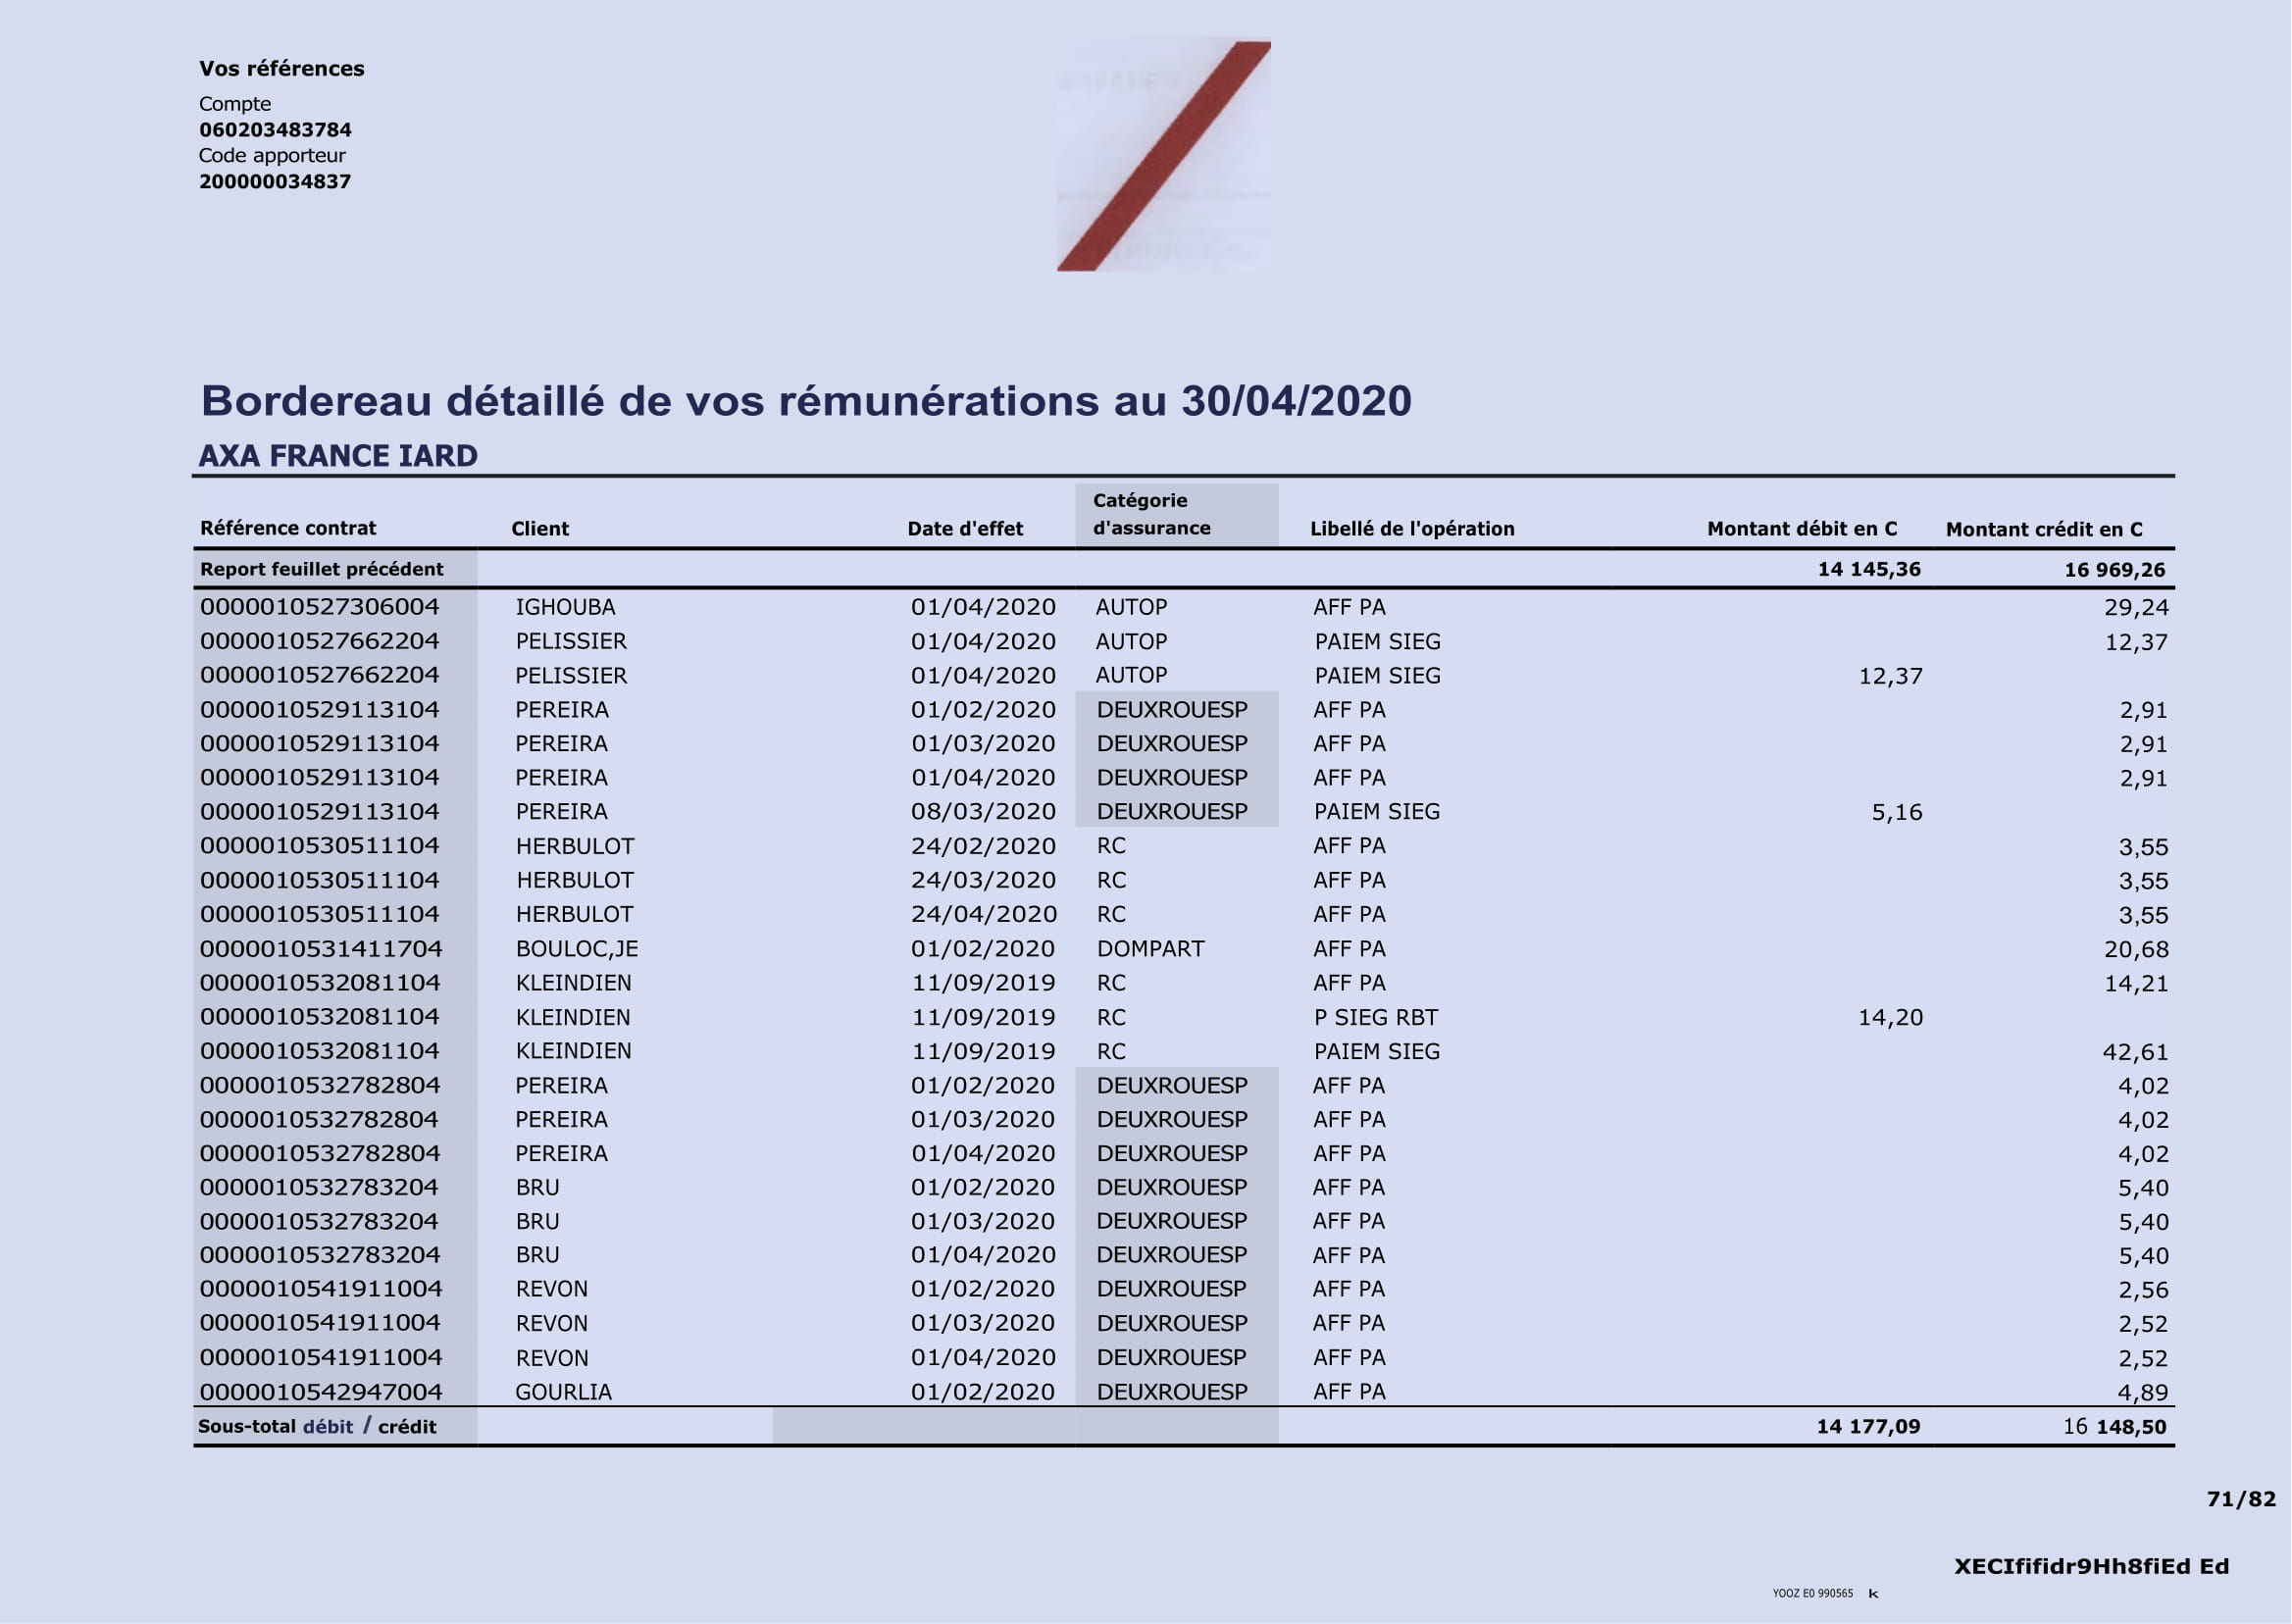 Vos références
Compte
060203483784
Code apporteur
200000034837
Bordereau détaillé de vos rémunérations au 30/04/2020
AXA FRANCE IARD
Référence contrat Client Date d'effet Catégorie d'assurance Libellé de l'opération Montant débit en C Montant crédit en C
Report feuillet précédent 14 145,36 16 969,26
0000010527306004 IGHOUBA 01/04/2020 AUTOP AFF PA 29,24
0000010527662204 PELISSIER 01/04/2020 AUTOP PAIEM SIEG 12,37
0000010527662204 PELISSIER 01/04/2020 AUTOP PAIEM SIEG 12,37
0000010529113104 PEREIRA 01/02/2020 DEUXROUESP AFF PA 2,91
0000010529113104 PEREIRA 01/03/2020 DEUXROUESP AFF PA 2,91
0000010529113104 PEREIRA 01/04/2020 DEUXROUESP AFF PA 2,91
0000010529113104 PEREIRA 08/03/2020 DEUXROUESP PAIEM SIEG 5,16
0000010530511104 HERBULOT 24/02/2020 RC AFF PA 3,55
0000010530511104 HERBULOT 24/03/2020 RC AFF PA 3,55
0000010530511104 HERBULOT 24/04/2020 RC AFF PA 3,55
0000010531411704 BOULOC,JE 01/02/2020 DOMPART AFF PA 20,68
0000010532081104 KLEINDIEN 11/09/2019 RC AFF PA 14,21
0000010532081104 KLEINDIEN 11/09/2019 RC P SIEG RBT 14,20
0000010532081104 KLEINDIEN 11/09/2019 RC PAIEM SIEG 42,61
0000010532782804 PEREIRA 01/02/2020 DEUXROUESP AFF PA 4,02
0000010532782804 PEREIRA 01/03/2020 DEUXROUESP AFF PA 4,02
0000010532782804 PEREIRA 01/04/2020 DEUXROUESP AFF PA 4,02
0000010532783204 BRU 01/02/2020 DEUXROUESP AFF PA 5,40
0000010532783204 BRU 01/03/2020 DEUXROUESP AFF PA 5,40
0000010532783204 BRU 01/04/2020 DEUXROUESP AFF PA 5,40
0000010541911004 REVON 01/02/2020 DEUXROUESP AFF PA 2,56
0000010541911004 REVON 01/03/2020 DEUXROUESP AFF PA 2,52
0000010541911004 REVON 01/04/2020 DEUXROUESP AFF PA 2,52
0000010542947004 GOURLIA 01/02/2020 DEUXROUESP AFF PA 4,89
Sous-total débit / crédit 14 177,09 16 148,50
71/82
XECIfifidr9Hh8fiEd Ed
YOOZ E0 990565 k